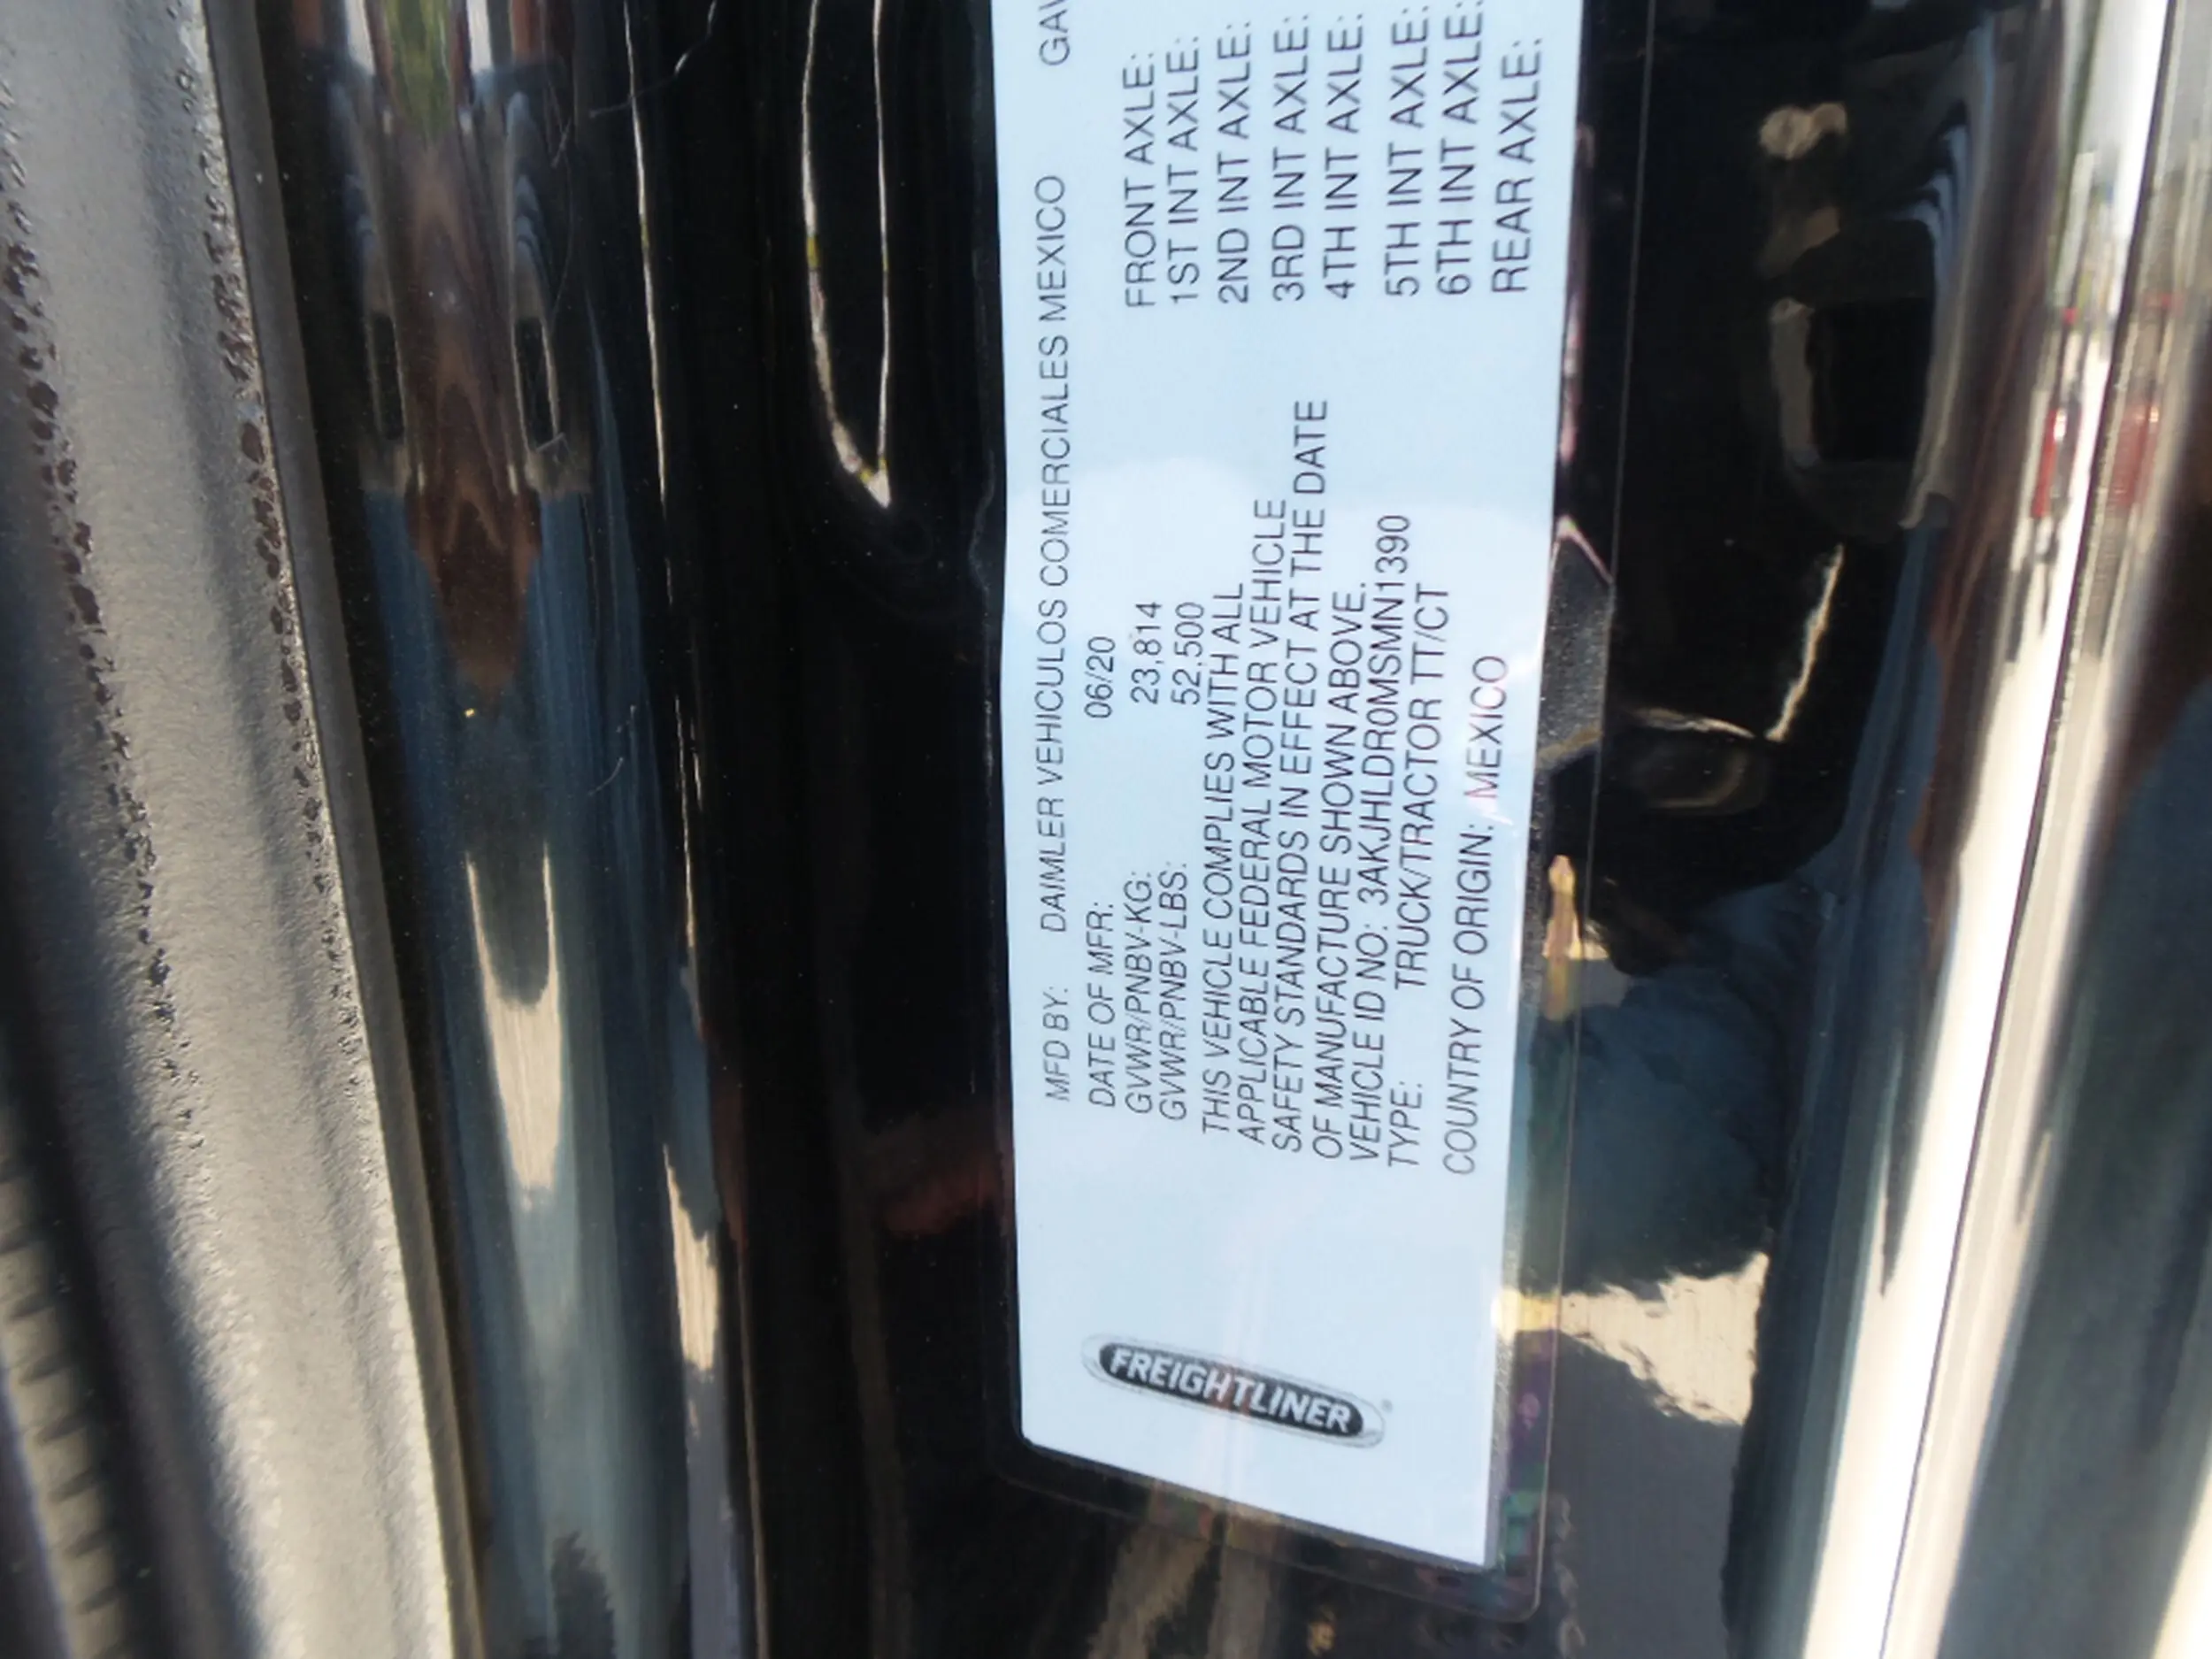 MFD BY: DAIMLER VEHICULOS COMERCIALES MEXICO
DATE OF MFR: 06/20
GVWR/PNBV-KG: 23,814
GVWR/PNBV-LBS: 52,500
THIS VEHICLE COMPLIES WITH ALL
APPLICABLE FEDERAL MOTOR VEHICLE
SAFETY STANDARDS IN EFFECT AT THE DATE
OF MANUFACTURE SHOWN ABOVE.
VEHICLE ID NO: 3AKJHLDR0MSMN1390
TYPE: TRUCK/TRACTOR TT/CT
COUNTRY OF ORIGIN: MEXICO
FRONT AXLE:
1ST INT AXLE:
2ND INT AXLE:
3RD INT AXLE:
4TH INT AXLE:
5TH INT AXLE:
6TH INT AXLE:
REAR AXLE:
FREIGHTLINER®